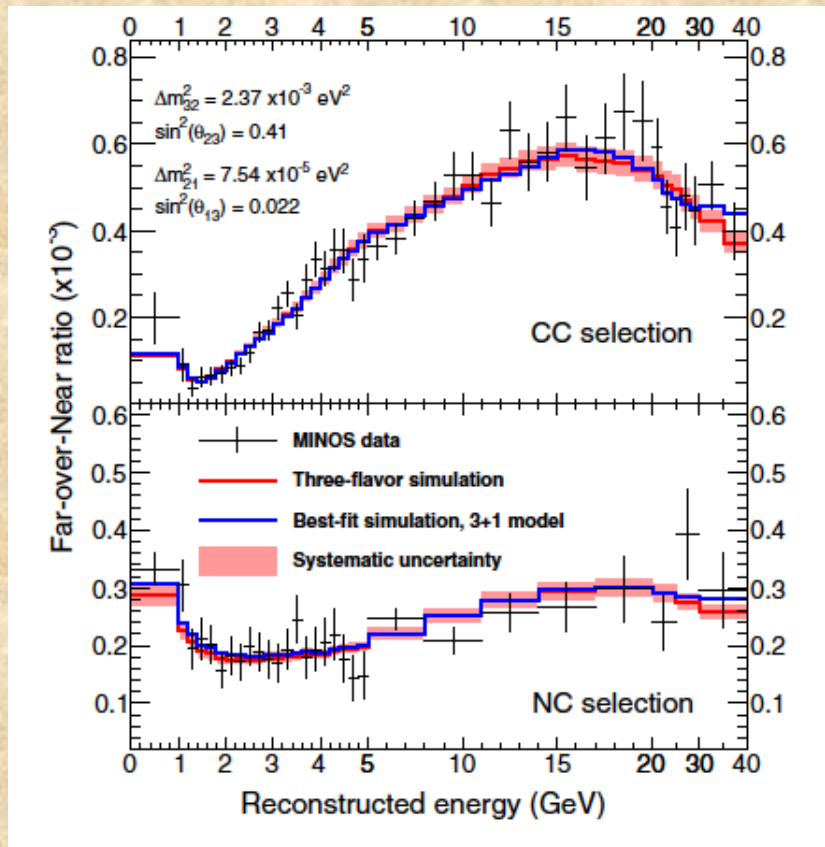 0 1 2 3 4 5 10 15 20 30 40
0.8 0.8
Δm²₃₂ = 2.37 x10⁻³ eV²
sin²(θ₂₃) = 0.41
Δm²₂₁ = 7.54 x10⁻⁵ eV²
sin²(θ₁₃) = 0.022
0.6 0.6
0.4 0.4
0.2 0.2
CC selection
Far-over-Near ratio (x10⁻³)
0.6 0.6
MINOS data
0.5 0.5
Three-flavor simulation
Best-fit simulation, 3+1 model
0.4 0.4
Systematic uncertainty
0.3 0.3
0.2 0.2
0.1 0.1
NC selection
0 1 2 3 4 5 10 15 20 30 40
Reconstructed energy (GeV)